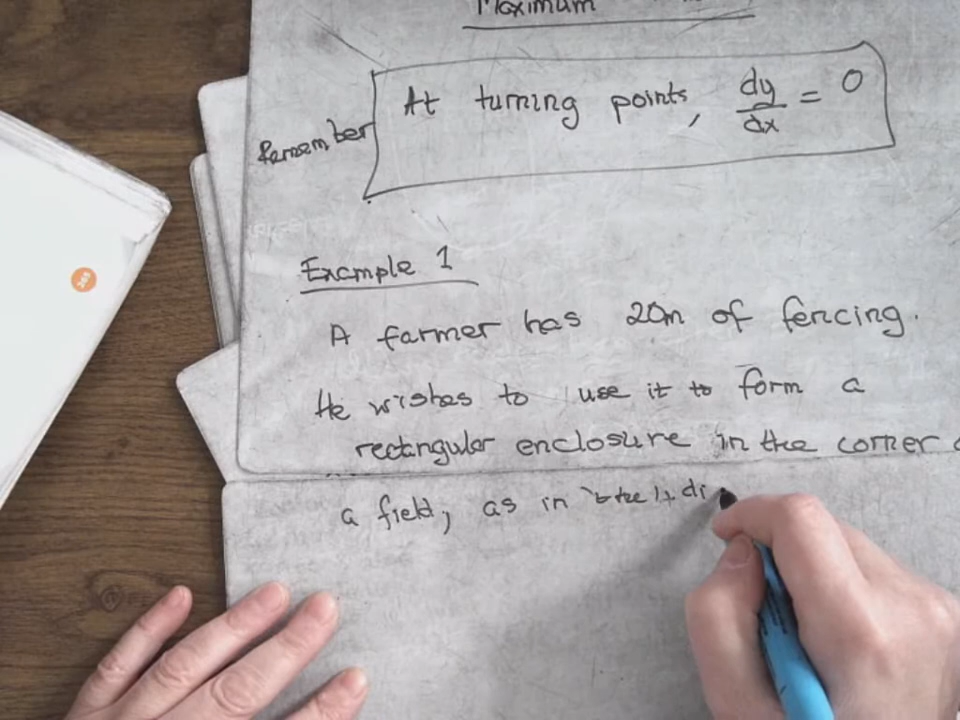 Maximum
Remember At turning points, dy/dx = 0
Example 1
A farmer has 20m of fencing.
He wishes to use it to form a
rectangular enclosure in the corner
a field, as in the